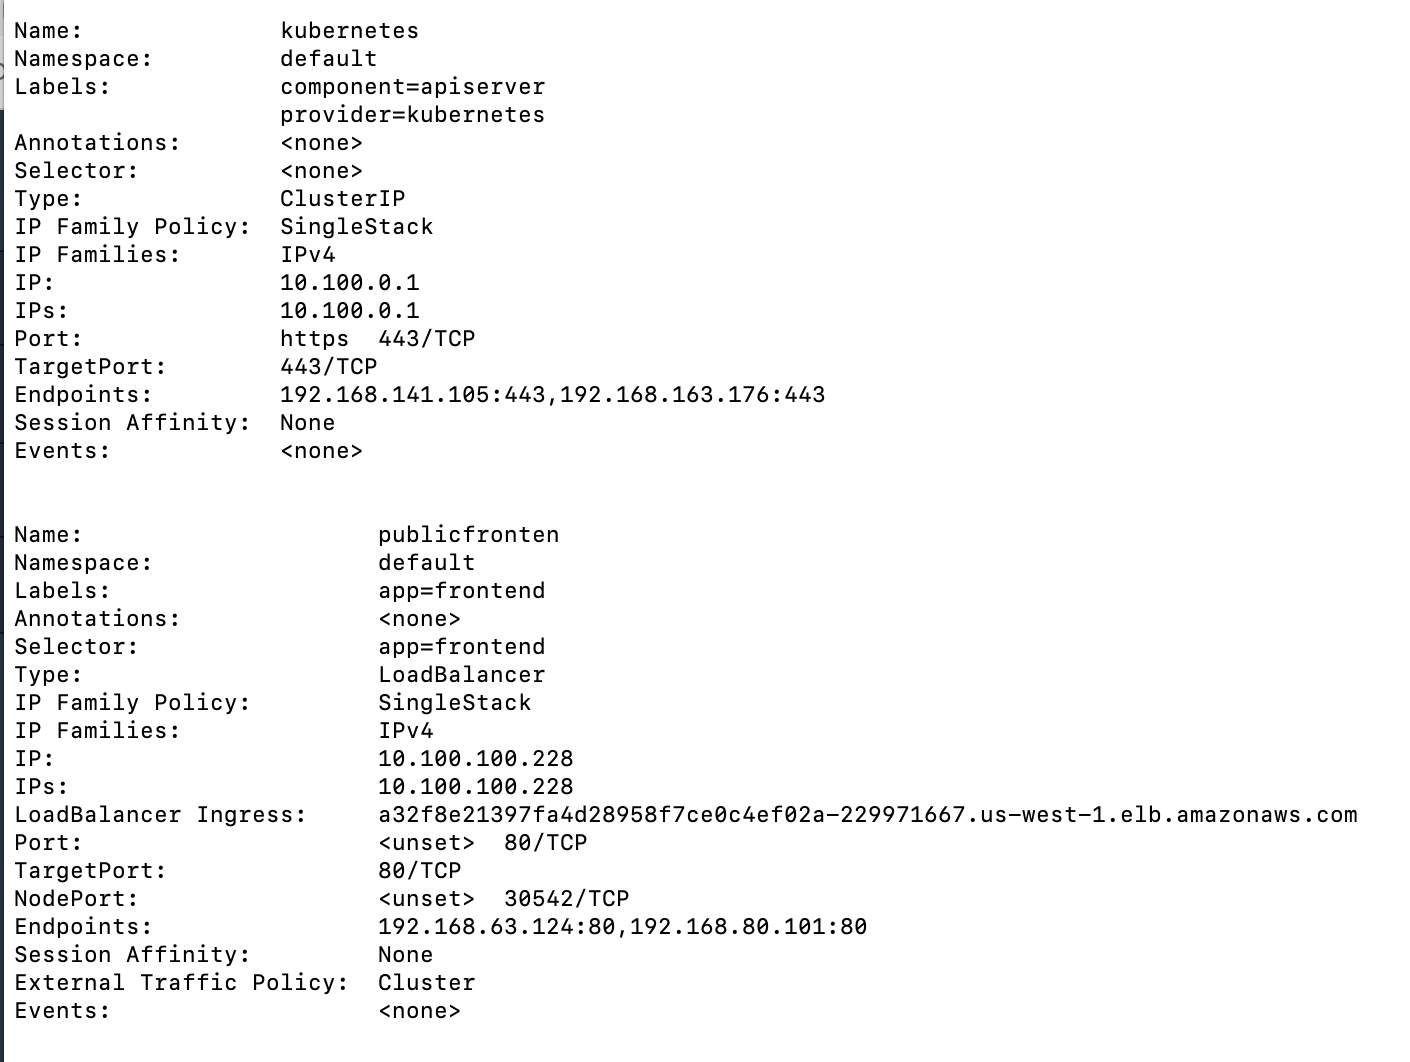 Name: kubernetes
Namespace: default
Labels: component=apiserver
provider=kubernetes
Annotations: <none>
Selector: <none>
Type: ClusterIP
IP Family Policy: SingleStack
IP Families: IPv4
IP: 10.100.0.1
IPs: 10.100.0.1
Port: https 443/TCP
TargetPort: 443/TCP
Endpoints: 192.168.141.105:443,192.168.163.176:443
Session Affinity: None
Events: <none>
Name: publicfronten
Namespace: default
Labels: app=frontend
Annotations: <none>
Selector: app=frontend
Type: LoadBalancer
IP Family Policy: SingleStack
IP Families: IPv4
IP: 10.100.100.228
IPs: 10.100.100.228
LoadBalancer Ingress: a32f8e21397fa4d28958f7ce0c4ef02a-229971667.us-west-1.elb.amazonaws.com
Port: <unset> 80/TCP
TargetPort: 80/TCP
NodePort: <unset> 30542/TCP
Endpoints: 192.168.63.124:80,192.168.80.101:80
Session Affinity: None
External Traffic Policy: Cluster
Events: <none>